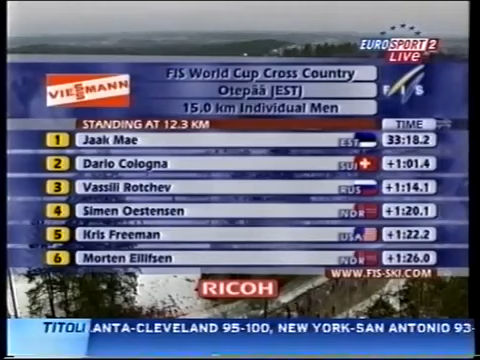 EUROSPORT 2
LIVE
VIESSMANN
FIS World Cup Cross Country
Otepää (EST)
15.0 km Individual Men
FIS
STANDING AT 12.3 KM TIME
1 Jaak Mae EST 33:18.2
2 Dario Cologna SUI +1:01.4
3 Vassili Rotchev RUS +1:14.1
4 Simen Oestensen NOR +1:20.1
5 Kris Freeman USA +1:22.2
6 Morten Eilifsen NOR +1:26.0
WWW.FIS-SKI.COM
RICOH
TITOLI LANTA-CLEVELAND 95-100, NEW YORK-SAN ANTONIO 93-